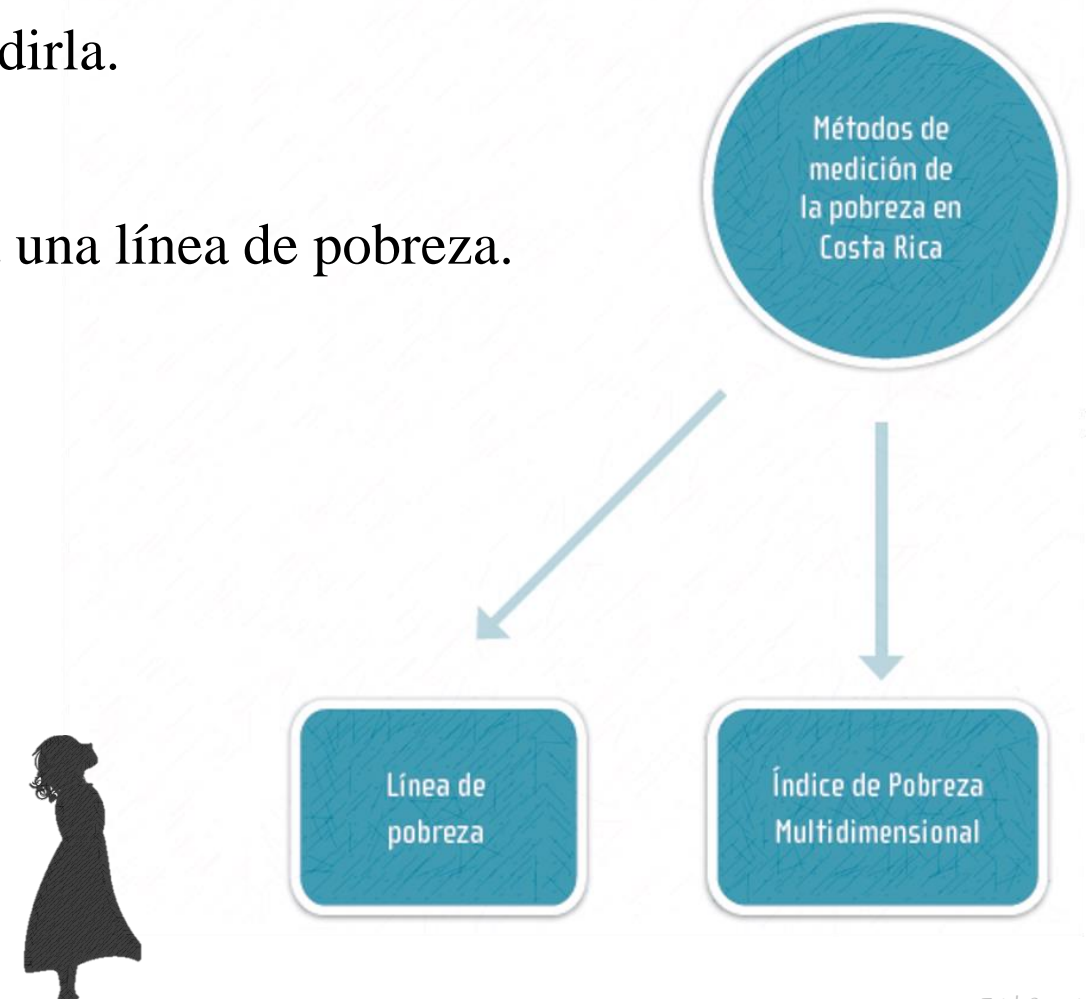 dirla.
una línea de pobreza.
Métodos de
medición de
la pobreza en
Costa Rica
Línea de
pobreza
Índice de Pobreza
Multidimensional